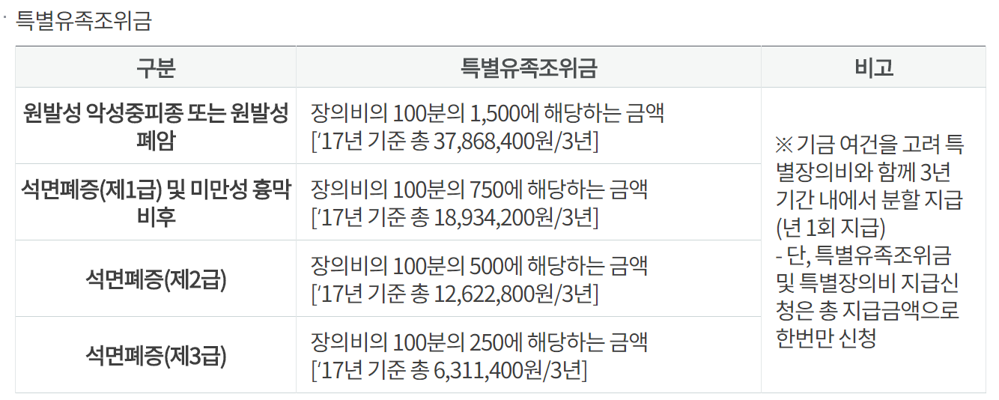 특별유족조위금
구분
특별유족조위금
비고
원발성 악성중피종 또는 원발성
폐암
장의비의 100분의 1,500에 해당하는 금액
[‘17년 기준 총 37,868,400원/3년]
석면폐증(제1급) 및 미만성 흉막
비후
장의비의 100분의 750에 해당하는 금액
[‘17년 기준 총 18,934,200원/3년]
석면폐증(제2급)
장의비의 100분의 500에 해당하는 금액
[‘17년 기준 총 12,622,800원/3년]
석면폐증(제3급)
장의비의 100분의 250에 해당하는 금액
[‘17년 기준 총 6,311,400원/3년]
※ 기금 여건을 고려 특
별장의비와 함께 3년
기간 내에서 분할 지급
(년 1회 지급)
- 단, 특별유족조위금
및 특별장의비 지급신
청은 총 지급금액으로
한번만 신청